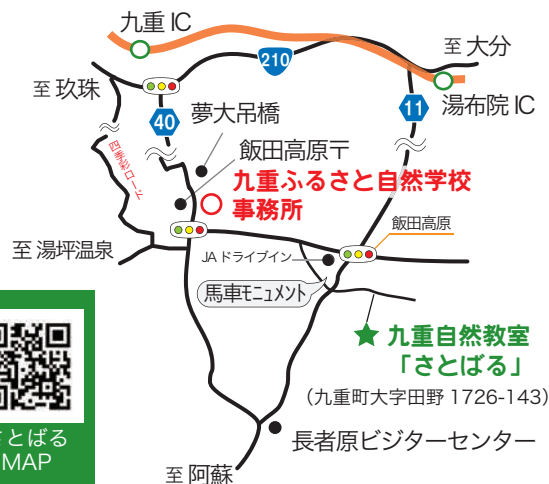 九重 IC
至 大分
210
至 玖珠
40
夢大吊橋
11
湯布院 IC
飯田高原〒
四季彩ロード
九重ふるさと自然学校
事務所
飯田高原
至 湯坪温泉
JA ドライブイン
馬車モニュメント
九重自然教室
「さとばる」
(九重町大字田野 1726-143)
さとばる
MAP
長者原ビジターセンター
至 阿蘇